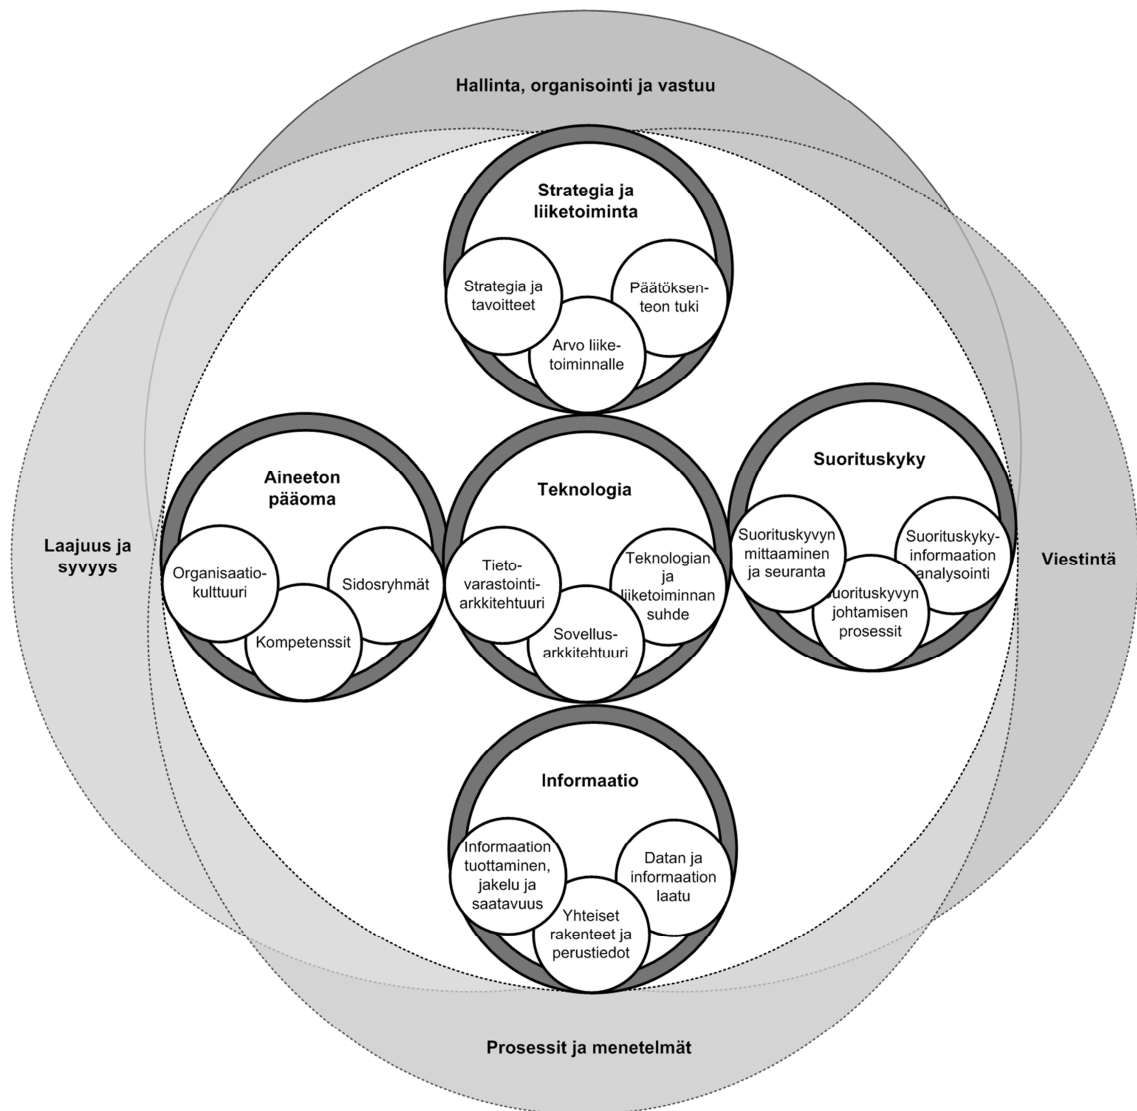 Hallinta, organisointi ja vastuu
Strategia ja
liiketoiminta
Strategia ja
tavoitteet
Arvo liike-
toiminnalle
Päätöksen-
teon tuki
Laajuus ja
syvyys
Aineeton
pääoma
Organisaatio-
kulttuuri
Kompetenssit
Sidosryhmät
Teknologia
Tieto-
varastointi-
arkkitehtuuri
Sovellus-
arkkitehtuuri
Teknologian
ja
liiketoiminnan
suhde
Suorituskyky
Suorituskyvyn
mittaaminen
ja seuranta
Suorituskyvyn
johtamisen
prosessit
Suorituskyky-
informaation
analysointi
Viestintä
Informaatio
Informaation
tuottaminen,
jakelu ja
saatavuus
Yhteiset
rakenteet ja
perustiedot
Datan ja
informaation
laatu
Prosessit ja menetelmät